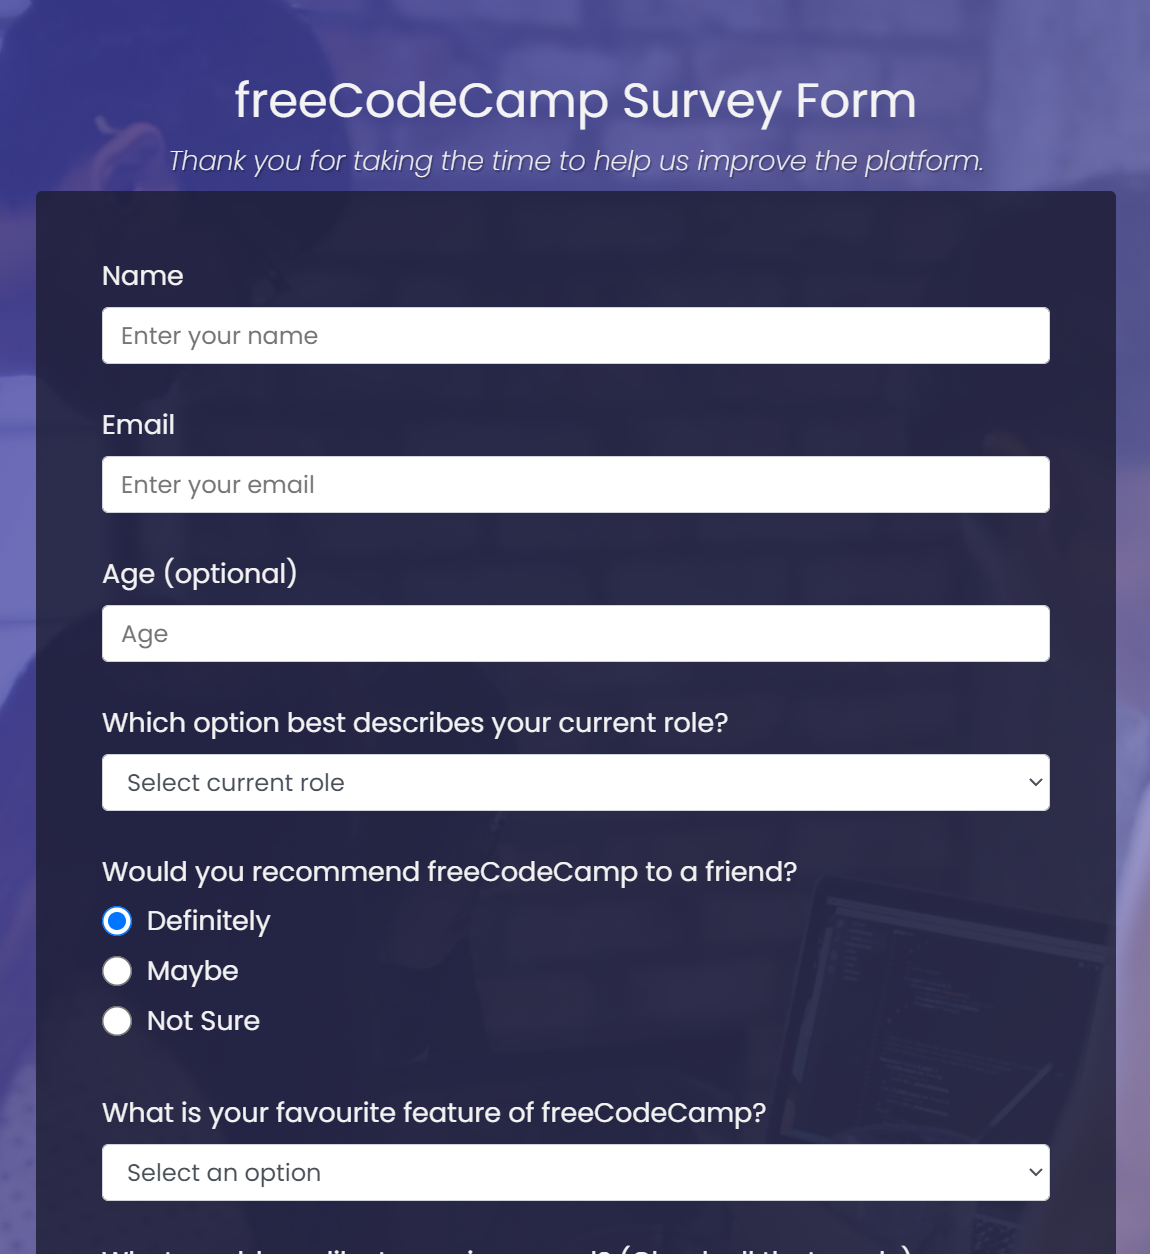 freeCodeCamp Survey Form
Thank you for taking the time to help us improve the platform.
Name
Enter your name
Email
Enter your email
Age (optional)
Age
Which option best describes your current role?
Select current role
Would you recommend freeCodeCamp to a friend?
Definitely
Maybe
Not Sure
What is your favourite feature of freeCodeCamp?
Select an option